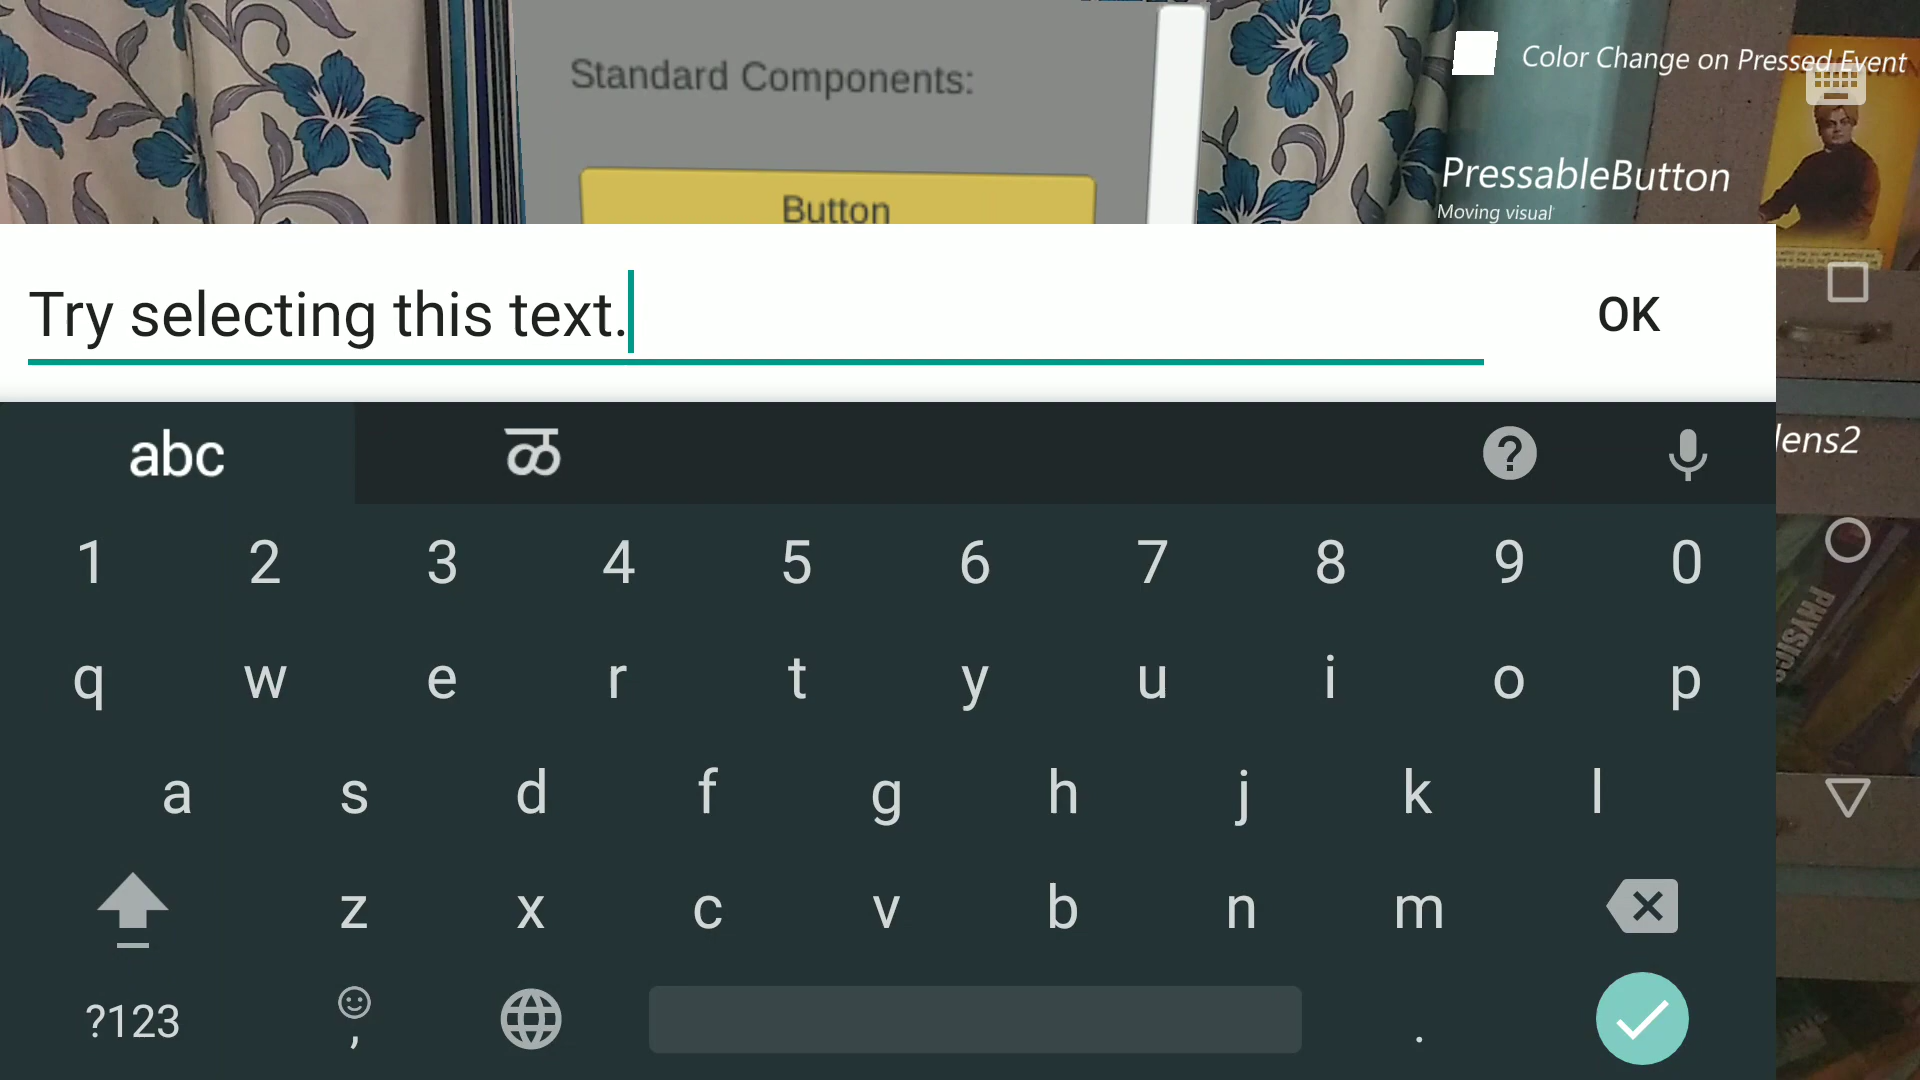 Standard Components:
Color Change on Pressed Event
Button
PressableButton
Moving visual
Try selecting this text.
OK
lens2
abc
ळ
1 2 3 4 5 6 7 8 9 0
q w e r t y u i o p
a s d f g h j k l
z x c v b n m
?123 , .
PHYSICS